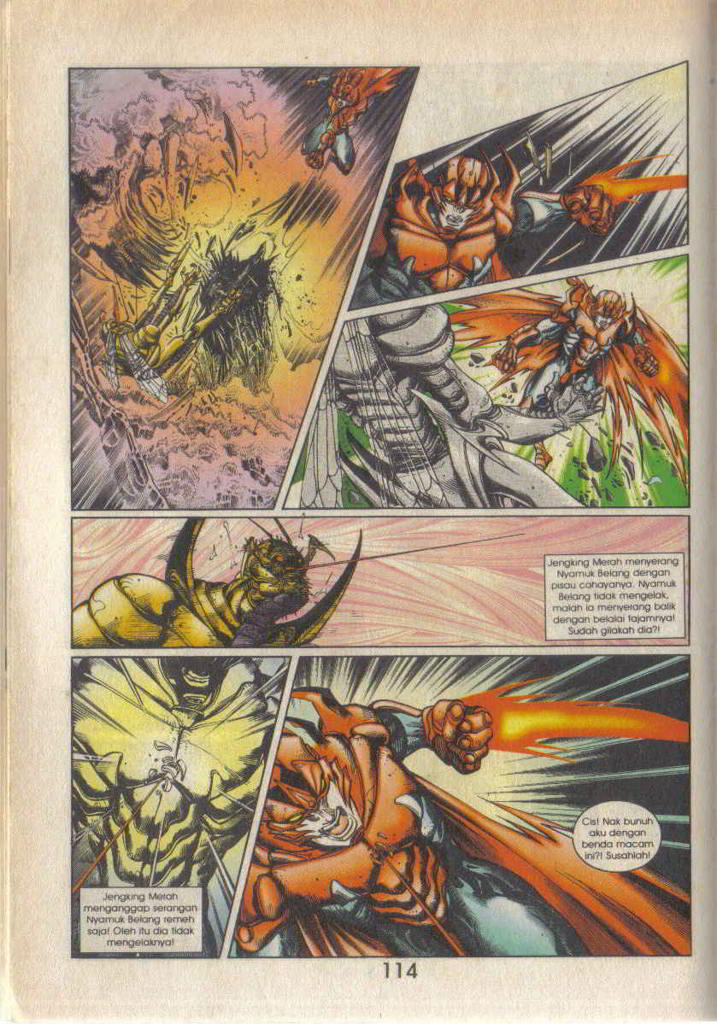 Jengking Merah menyerang
Nyamuk Belang dengan
pisau cahayanya. Nyamuk
Belang tidak mengelak,
malah ia menyerang balik
dengan belalai tajamnya!
Sudah gilakah dia?!
Jengking Merah
menganggap serangan
Nyamuk Belang remeh
saja! Oleh itu dia tidak
mengelaknya!
Cis! Nak bunuh
aku dengan
benda macam
ini?! Susahlah!
114